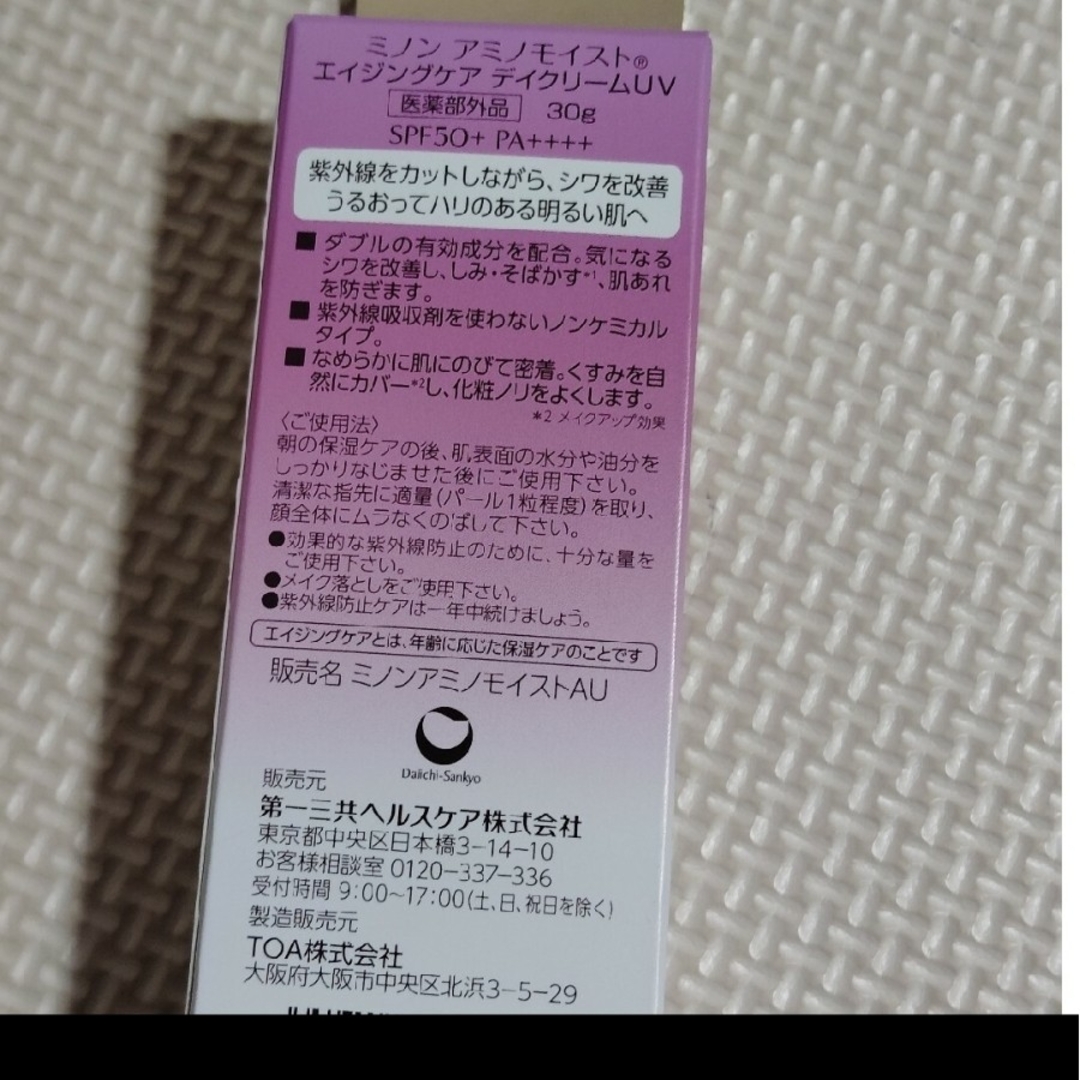 ミノン アミノモイスト®
エイジングケア デイクリームUV
医薬部外品 30g
SPF50+ PA++++
紫外線をカットしながら、シワを改善
うるおってハリのある明るい肌へ
■ ダブルの有効成分を配合。気になる
シワを改善し、しみ・そばかす*1、肌あれ
を防ぎます。
■ 紫外線吸収剤を使わないノンケミカル
タイプ。
■ なめらかに肌にのびて密着。くすみを自
然にカバー*2し、化粧ノリをよくします。
*2 メイクアップ効果
〈ご使用法〉
朝の保湿ケアの後、肌表面の水分や油分を
しっかりなじませた後にご使用下さい。
清潔な指先に適量(パール1粒程度)を取り、
顔全体にムラなくのばして下さい。
●効果的な紫外線防止のために、十分な量を
ご使用下さい。
●メイク落としをご使用下さい。
●紫外線防止ケアは一年中続けましょう。
エイジングケアとは、年齢に応じた保湿ケアのことです
販売名 ミノンアミノモイストAU
Daiichi-Sankyo
販売元
第一三共ヘルスケア株式会社
東京都中央区日本橋3-14-10
お客様相談室 0120-337-336
受付時間 9:00~17:00(土、日、祝日を除く)
製造販売元
TOA株式会社
大阪府大阪市中央区北浜3-5-29